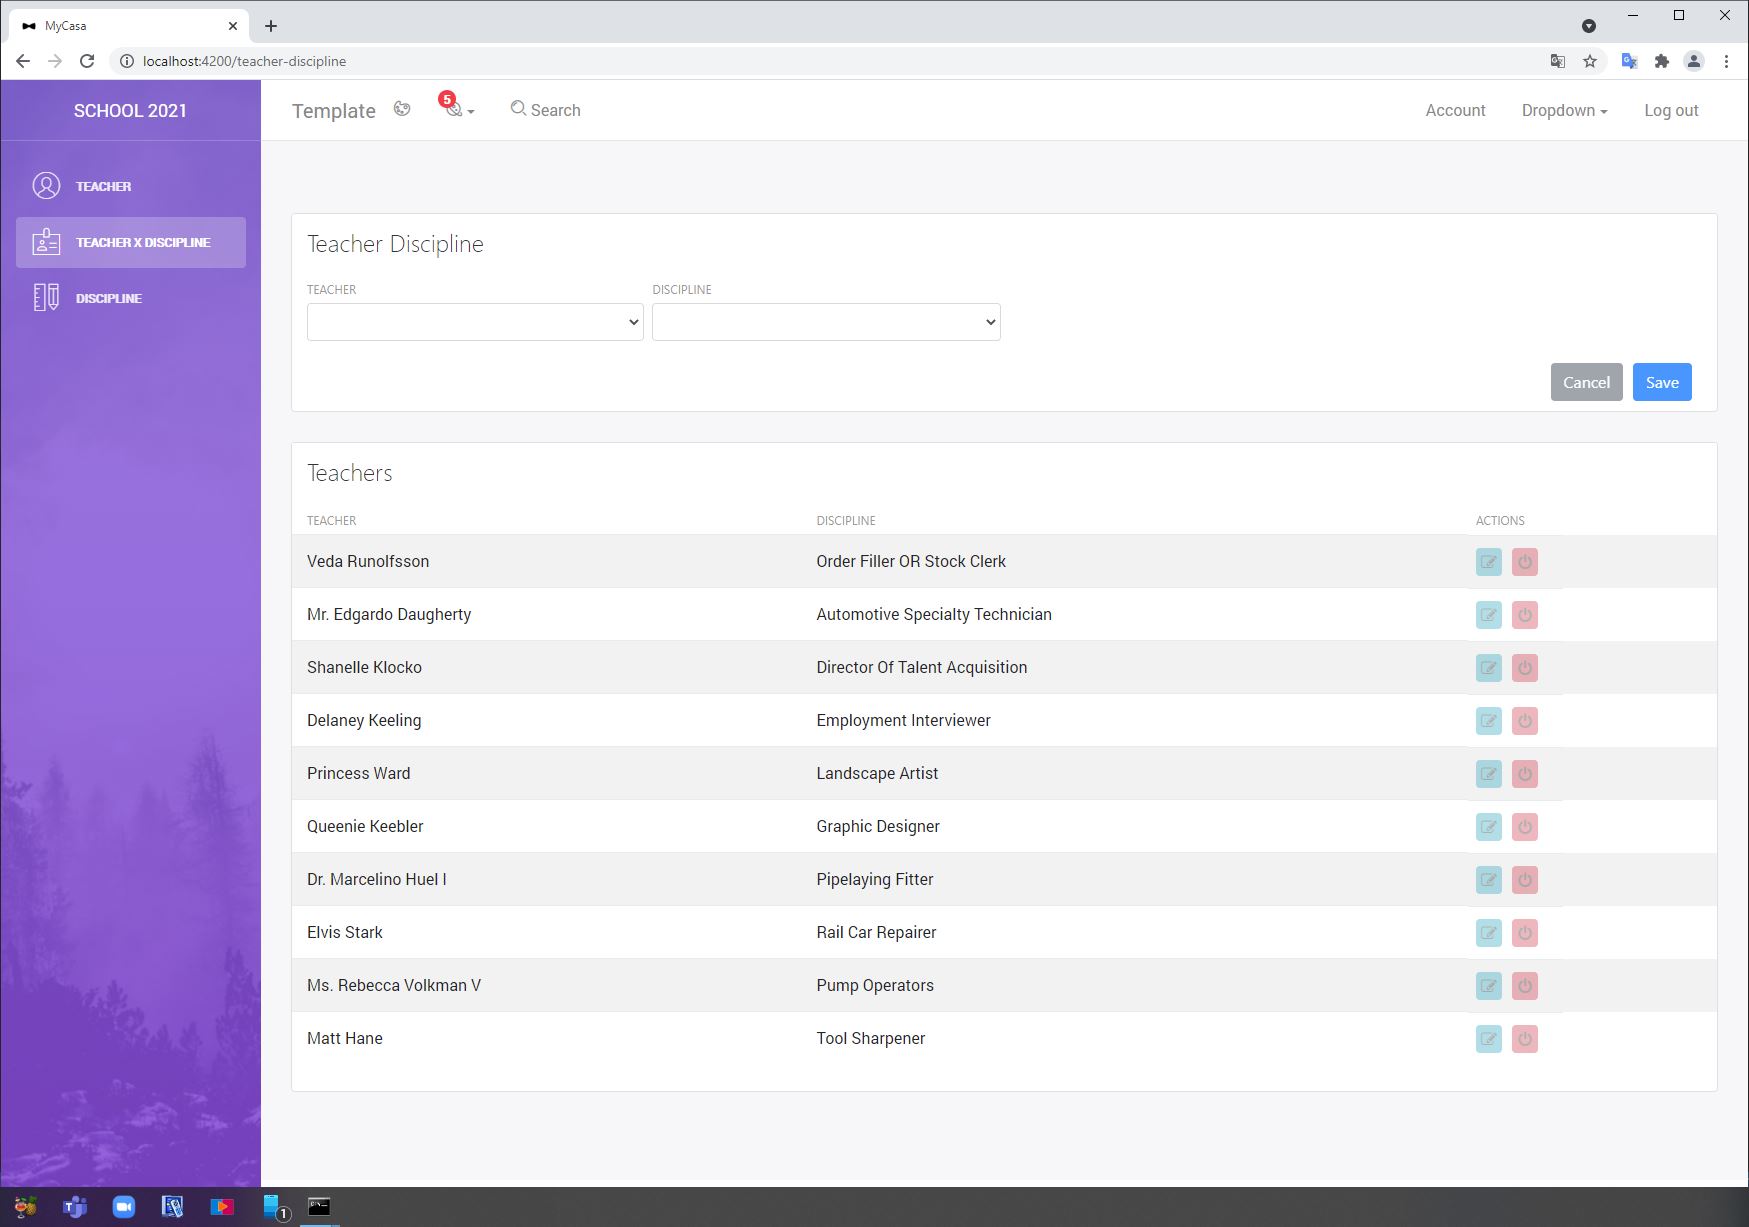 MyCasa
localhost:4200/teacher-discipline
SCHOOL 2021
Template
5
Search
Account
Dropdown
Log out
TEACHER
TEACHER X DISCIPLINE
DISCIPLINE
Teacher Discipline
TEACHER DISCIPLINE
Cancel Save
Teachers
TEACHER DISCIPLINE ACTIONS
Veda Runolfsson Order Filler OR Stock Clerk
Mr. Edgardo Daugherty Automotive Specialty Technician
Shanelle Klocko Director Of Talent Acquisition
Delaney Keeling Employment Interviewer
Princess Ward Landscape Artist
Queenie Keebler Graphic Designer
Dr. Marcelino Huel I Pipelaying Fitter
Elvis Stark Rail Car Repairer
Ms. Rebecca Volkman V Pump Operators
Matt Hane Tool Sharpener
1